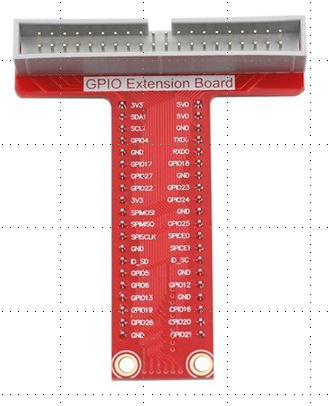 GPIO Extension Board
3V3 5V0
SDA1 5V0
SCL1 GND
GPIO4 TXD0
GND RXD0
GPIO17 GPIO18
GPIO27 GND
GPIO22 GPIO23
3V3 GPIO24
SPIMOSI GND
SPIMISO GPIO25
SPISCLK SPICE0
GND SPICE1
ID_SD ID_SC
GPIO5 GND
GPIO6 GPIO12
GPIO13 GND
GPIO19 GPIO16
GPIO26 GPIO20
GND GPIO21